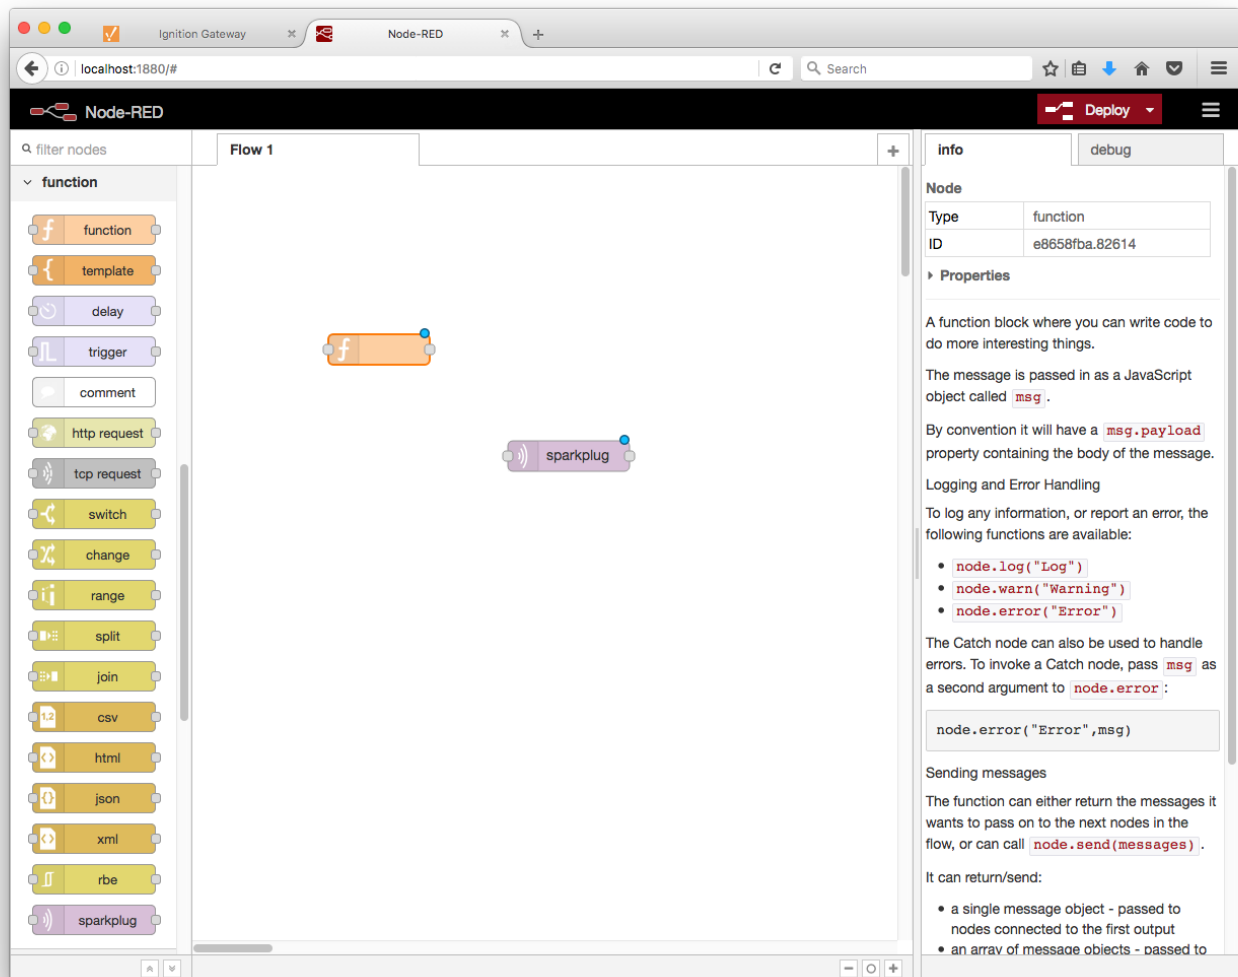 Ignition Gateway
Node-RED
localhost:1880/#
Search
Node-RED
Deploy
filter nodes
Flow 1
info
debug
function
function
template
delay
trigger
comment
http request
tcp request
switch
change
range
split
join
1,2
csv
html
json
xml
rbe
sparkplug
sparkplug
Node
Type function
ID e8658fba.82614
Properties
A function block where you can write code to
do more interesting things.
The message is passed in as a JavaScript
object called msg .
By convention it will have a msg.payload
property containing the body of the message.
Logging and Error Handling
To log any information, or report an error, the
following functions are available:
• node.log("Log")
• node.warn("Warning")
• node.error("Error")
The Catch node can also be used to handle
errors. To invoke a Catch node, pass msg as
a second argument to node.error :
node.error("Error",msg)
Sending messages
The function can either return the messages it
wants to pass on to the next nodes in the
flow, or can call node.send(messages) .
It can return/send:
• a single message object - passed to
nodes connected to the first output
• an array of message objects - passed to